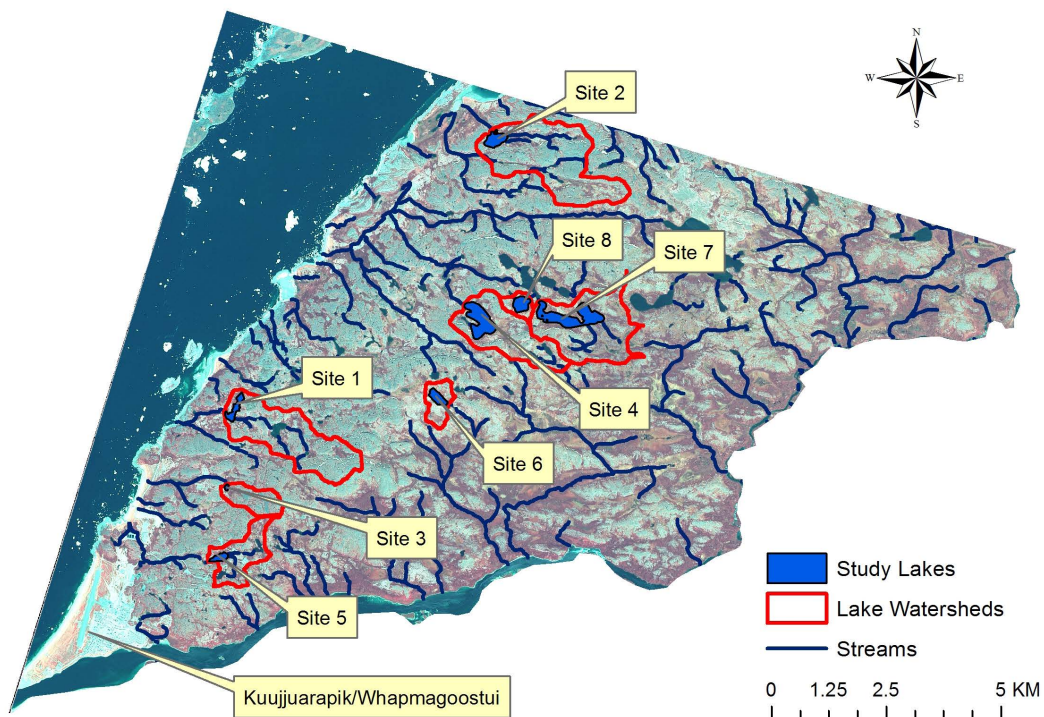 N
W E
S
Site 2
Site 8
Site 7
Site 1
Site 4
Site 6
Site 3
Site 5
Kuujjuarapik/Whapmagoostui
Study Lakes
Lake Watersheds
Streams
0 1.25 2.5 5 KM